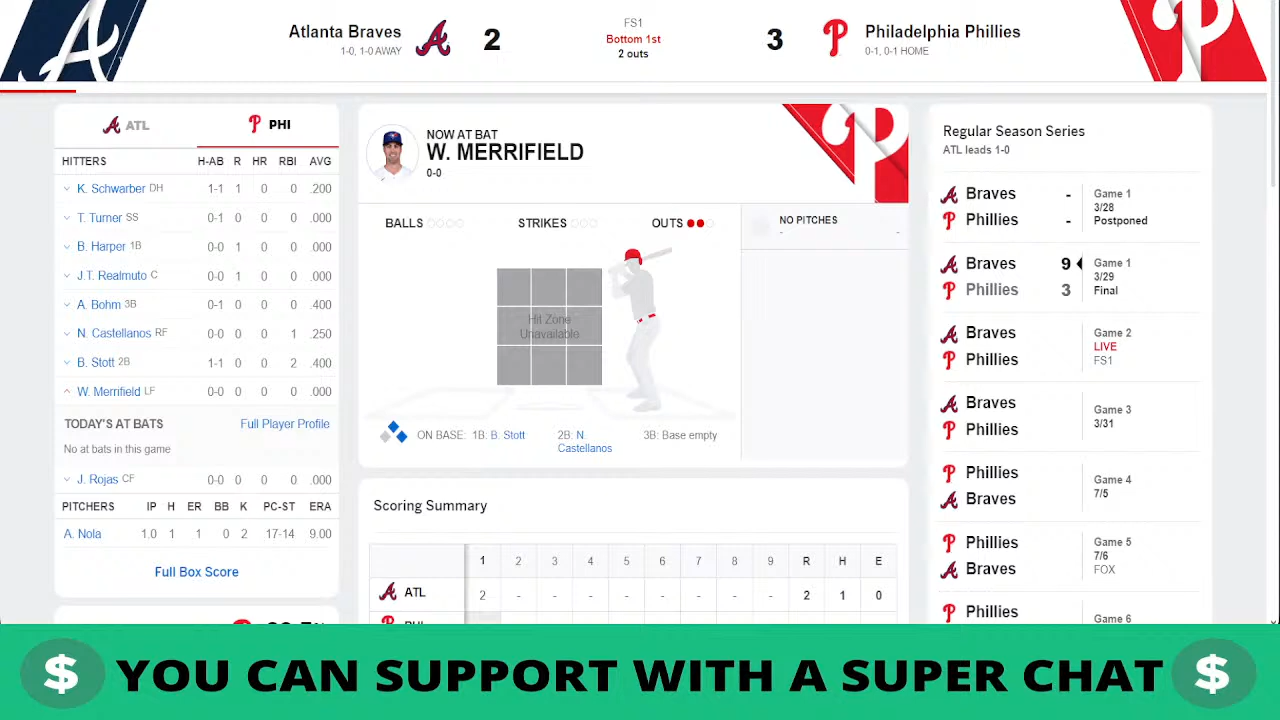 Atlanta Braves
1-0, 1-0 AWAY
2
FS1
Bottom 1st
2 outs
3
Philadelphia Phillies
0-1, 0-1 HOME
ATL
PHI
HITTERS H-AB R HR RBI AVG
K. Schwarber DH 1-1 1 0 0 .200
T. Turner SS 0-1 0 0 0 .000
B. Harper 1B 0-0 1 0 0 .000
J.T. Realmuto C 0-0 1 0 0 .000
A. Bohm 3B 0-1 0 0 0 .400
N. Castellanos RF 0-0 0 0 1 .250
B. Stott 2B 1-1 0 0 2 .400
W. Merrifield LF 0-0 0 0 0 .000
TODAY'S AT BATS Full Player Profile
No at bats in this game
J. Rojas CF 0-0 0 0 0 .000
PITCHERS IP H ER BB K PC-ST ERA
A. Nola 1.0 1 1 0 2 17-14 9.00
Full Box Score
NOW AT BAT
W. MERRIFIELD
0-0
BALLS STRIKES OUTS
NO PITCHES
- -
Hit Zone
Unavailable
ON BASE: 1B: B. Stott 2B: N. Castellanos 3B: Base empty
Scoring Summary
1 2 3 4 5 6 7 8 9 R H E
ATL 2 - - - - - - - - 2 1 0
Regular Season Series
ATL leads 1-0
Braves -
Phillies -
Game 1
3/28
Postponed
Braves 9
Phillies 3
Game 1
3/29
Final
Braves
Phillies
Game 2
LIVE
FS1
Braves
Phillies
Game 3
3/31
Phillies
Braves
Game 4
7/5
Phillies
Braves
Game 5
7/6
FOX
Phillies
Game 6
$ YOU CAN SUPPORT WITH A SUPER CHAT $